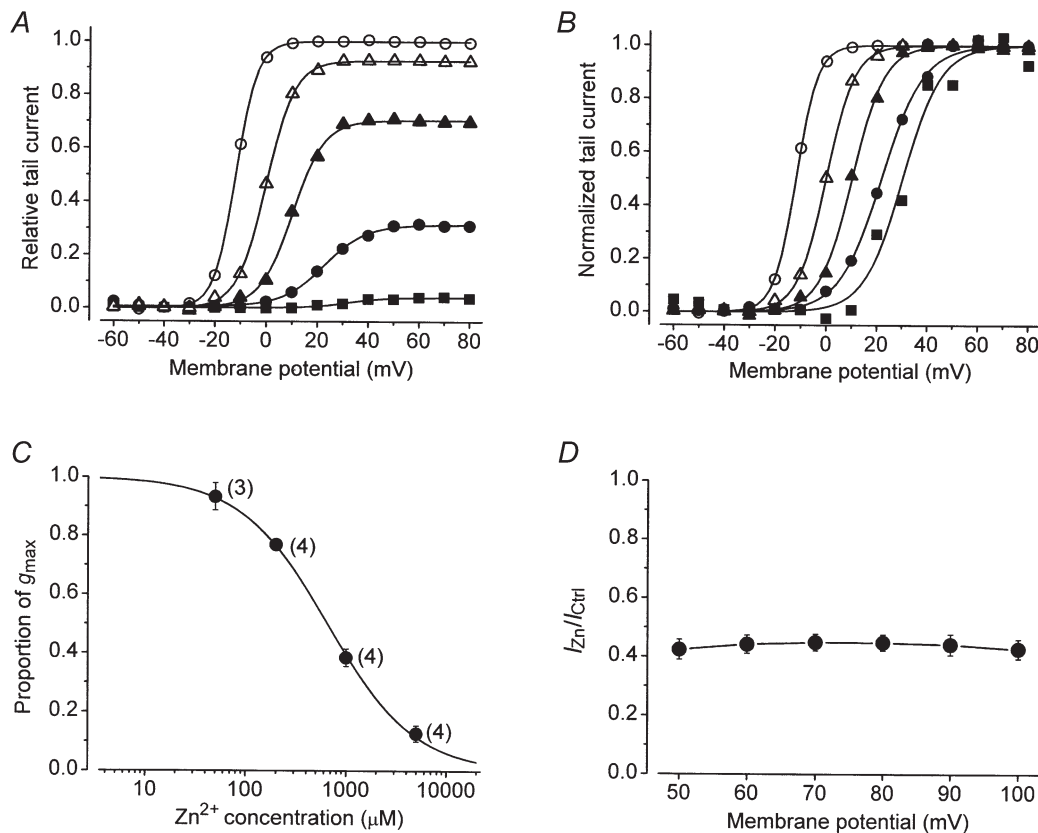 A
B
Relative tail current
1.0
0.8
0.6
0.4
0.2
0.0
-60 -40 -20 0 20 40 60 80
Membrane potential (mV)
Normalized tail current
1.0
0.8
0.6
0.4
0.2
0.0
-60 -40 -20 0 20 40 60 80
Membrane potential (mV)
C
D
Proportion of gmax
1.0
0.8
0.6
0.4
0.2
0.0
(3)
(4)
(4)
(4)
10 100 1000 10000
Zn2+ concentration (µM)
IZn/ICtrl
1.0
0.8
0.6
0.4
0.2
0.0
50 60 70 80 90 100
Membrane potential (mV)